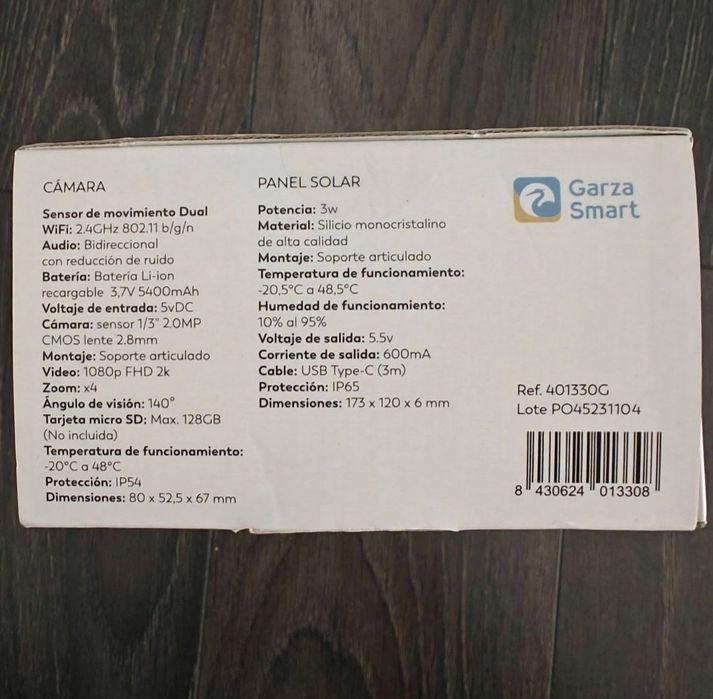 CÁMARA
Sensor de movimiento Dual
WiFi: 2.4GHz 802.11 b/g/n
Audio: Bidireccional
con reducción de ruido
Batería: Batería Li-ion
recargable 3,7V 5400mAh
Voltaje de entrada: 5vDC
Cámara: sensor 1/3" 2.0MP
CMOS lente 2.8mm
Montaje: Soporte articulado
Video: 1080p FHD 2k
Zoom: x4
Ángulo de visión: 140°
Tarjeta micro SD: Max. 128GB
(No incluida)
Temperatura de funcionamiento:
-20°C a 48°C
Protección: IP54
Dimensiones: 80 x 52,5 x 67 mm
PANEL SOLAR
Potencia: 3w
Material: Silicio monocristalino
de alta calidad
Montaje: Soporte articulado
Temperatura de funcionamiento:
-20,5°C a 48,5°C
Humedad de funcionamiento:
10% al 95%
Voltaje de salida: 5.5v
Corriente de salida: 600mA
Cable: USB Type-C (3m)
Protección: IP65
Dimensiones: 173 x 120 x 6 mm
Garza
Smart
Ref. 401330G
Lote PO45231104
8 430624 013308